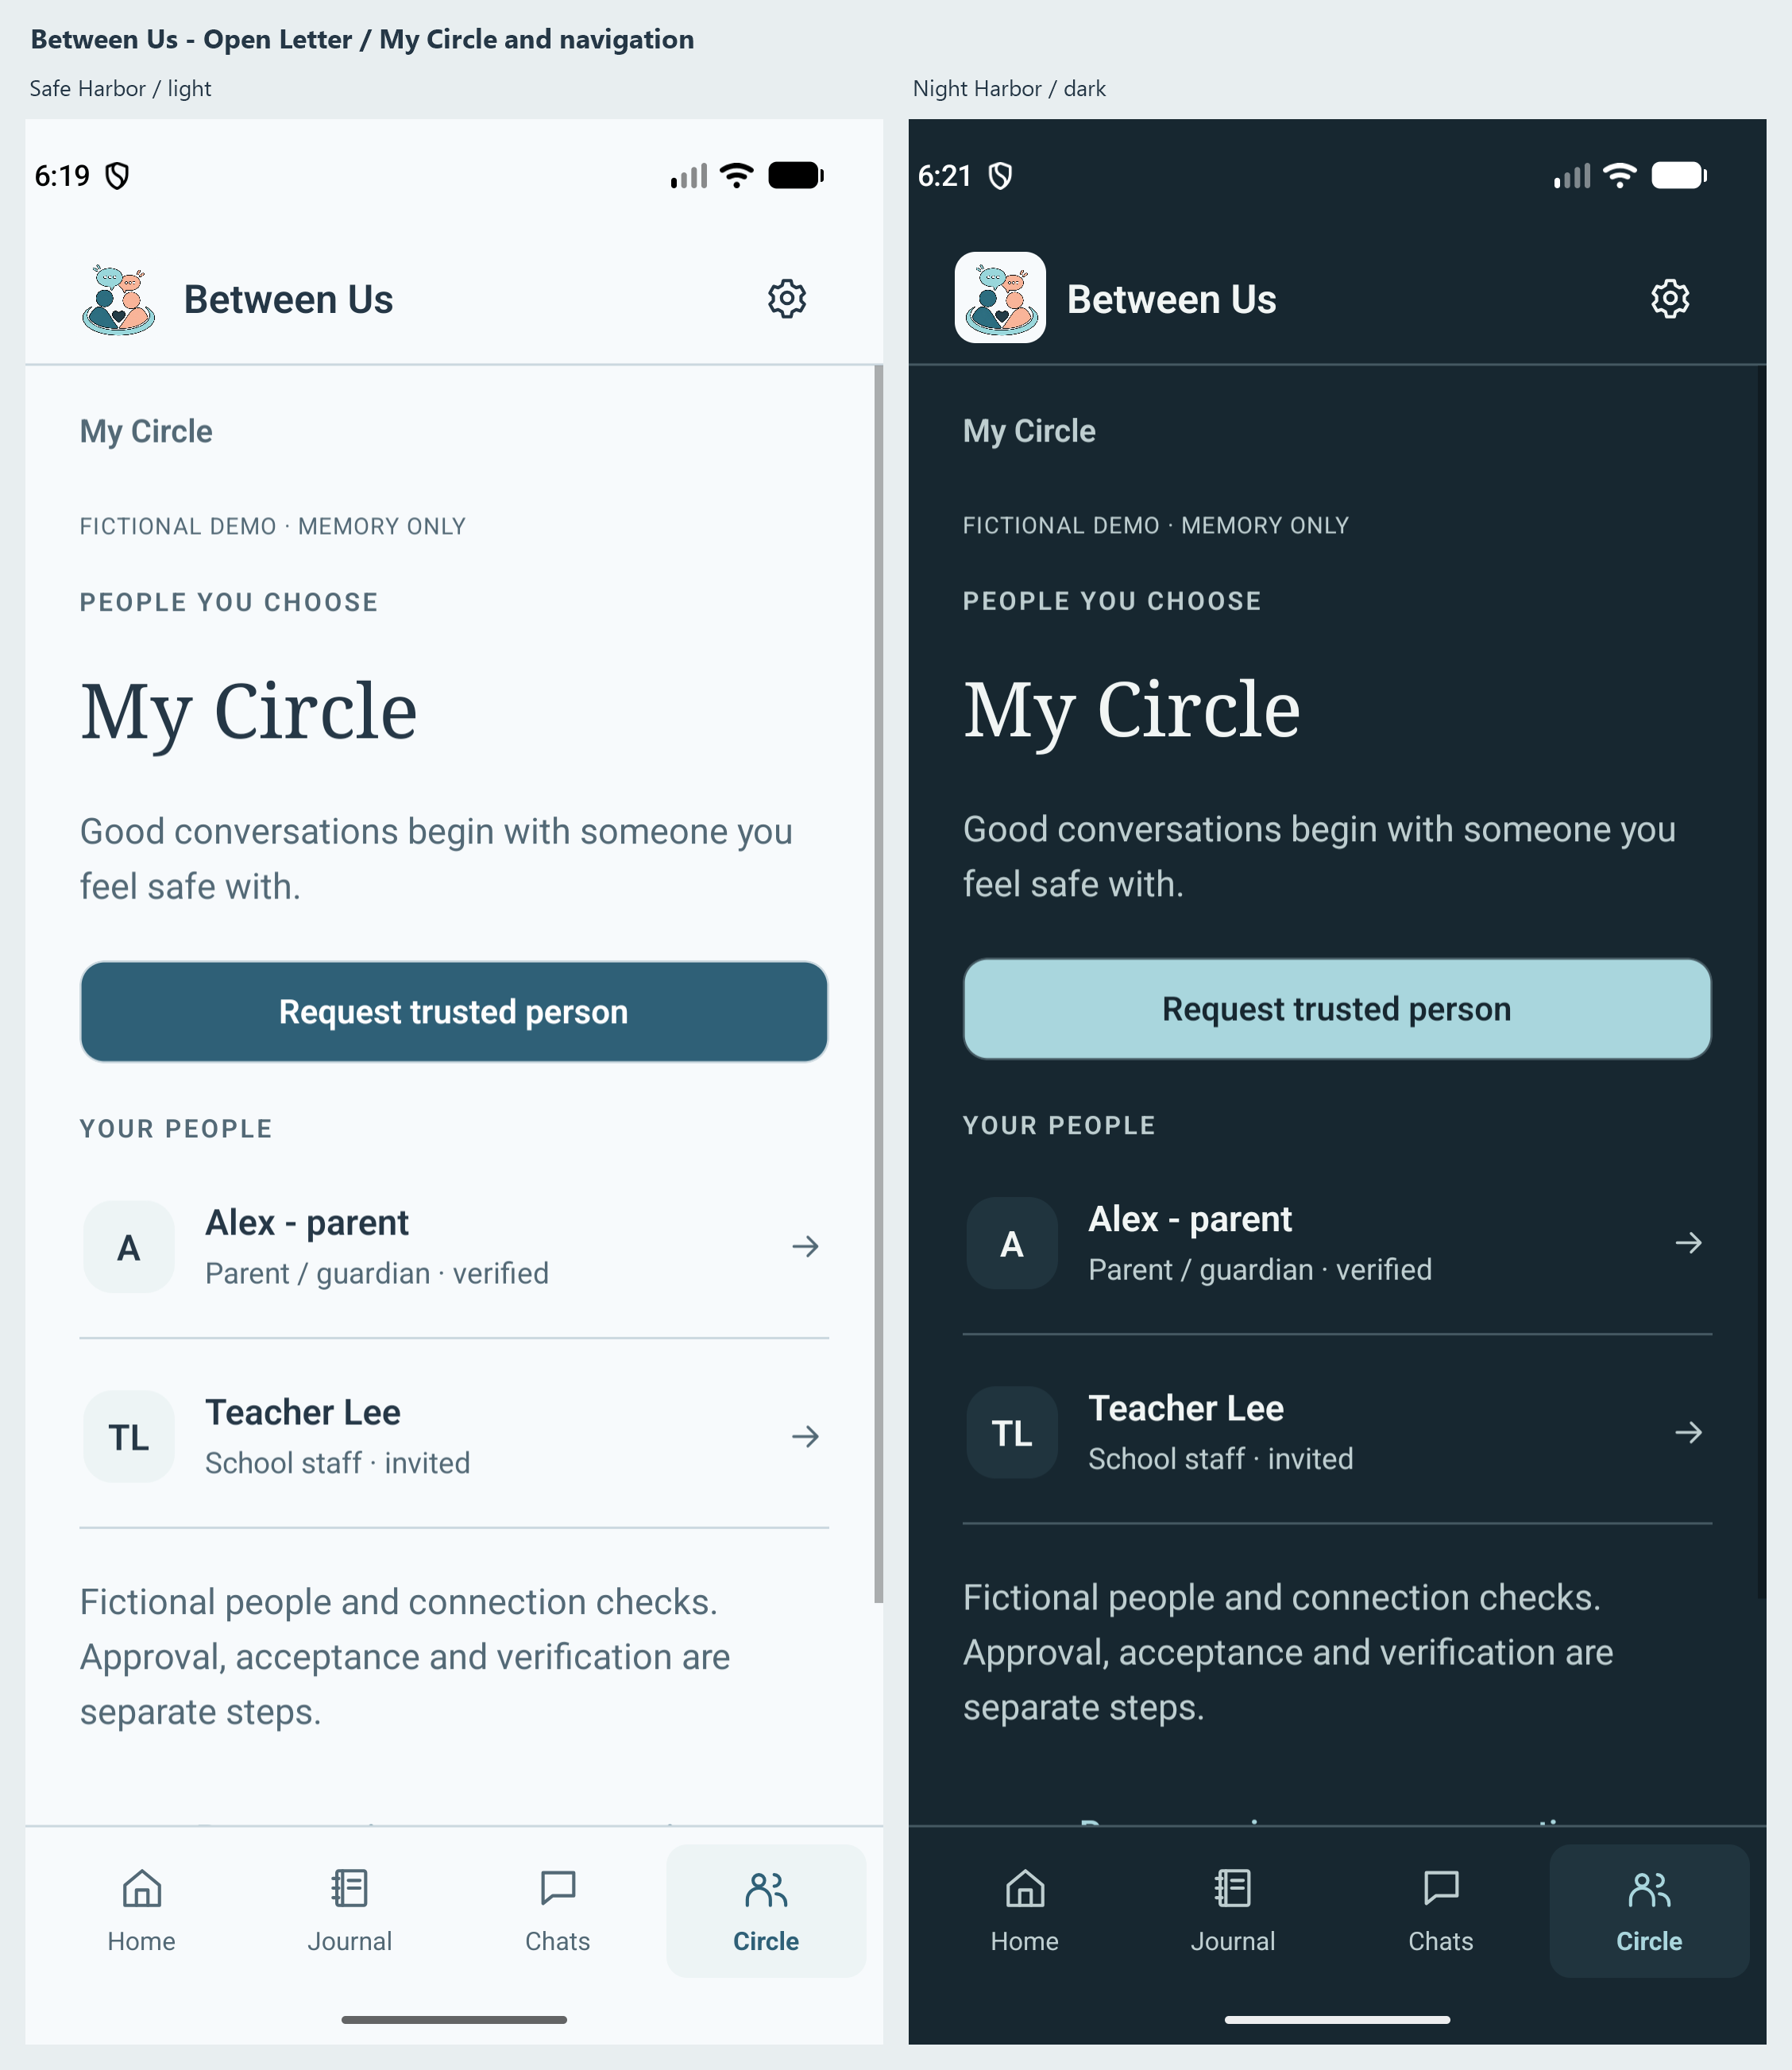 Between Us - Open Letter / My Circle and navigation
Safe Harbor / light
6:19
Between Us
My Circle
FICTIONAL DEMO · MEMORY ONLY
PEOPLE YOU CHOOSE
My Circle
Good conversations begin with someone you
feel safe with.
Request trusted person
YOUR PEOPLE
A
Alex - parent
Parent / guardian · verified
TL
Teacher Lee
School staff · invited
Fictional people and connection checks.
Approval, acceptance and verification are
separate steps.
Home
Journal
Chats
Circle
Night Harbor / dark
6:21
Between Us
My Circle
FICTIONAL DEMO · MEMORY ONLY
PEOPLE YOU CHOOSE
My Circle
Good conversations begin with someone you
feel safe with.
Request trusted person
YOUR PEOPLE
A
Alex - parent
Parent / guardian · verified
TL
Teacher Lee
School staff · invited
Fictional people and connection checks.
Approval, acceptance and verification are
separate steps.
Home
Journal
Chats
Circle